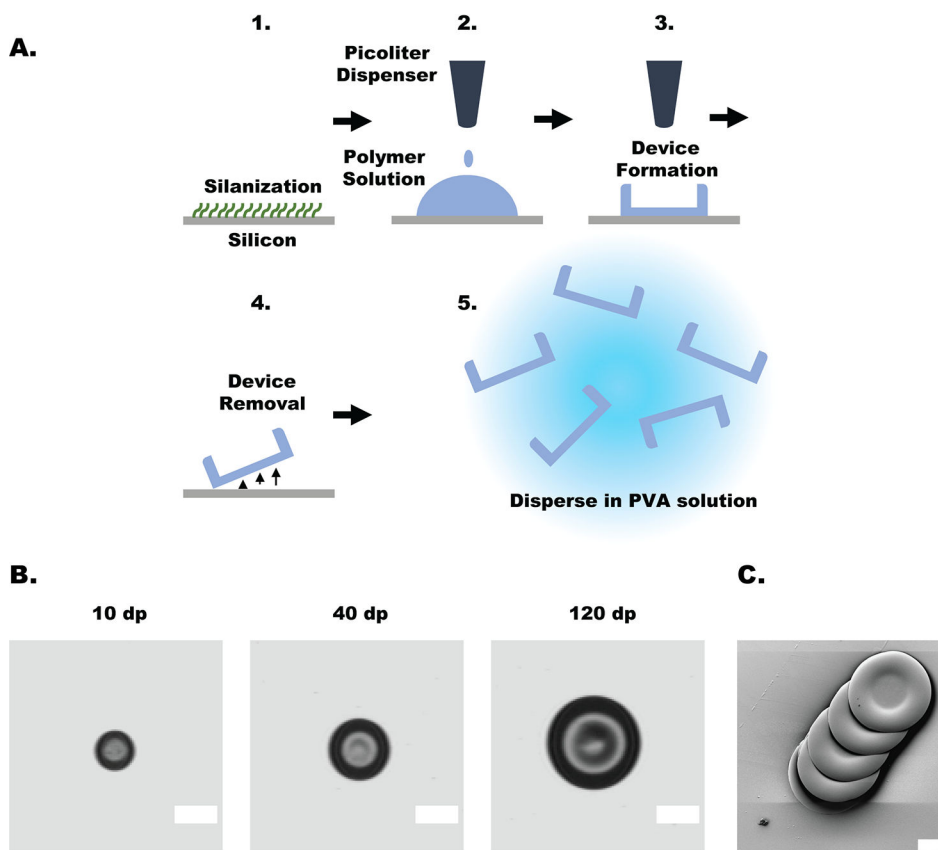 A.
1.
2.
3.
Picoliter
Dispenser
Polymer
Solution
Device
Formation
Silanization
Silicon
4.
5.
Device
Removal
Disperse in PVA solution
B.
C.
10 dp
40 dp
120 dp